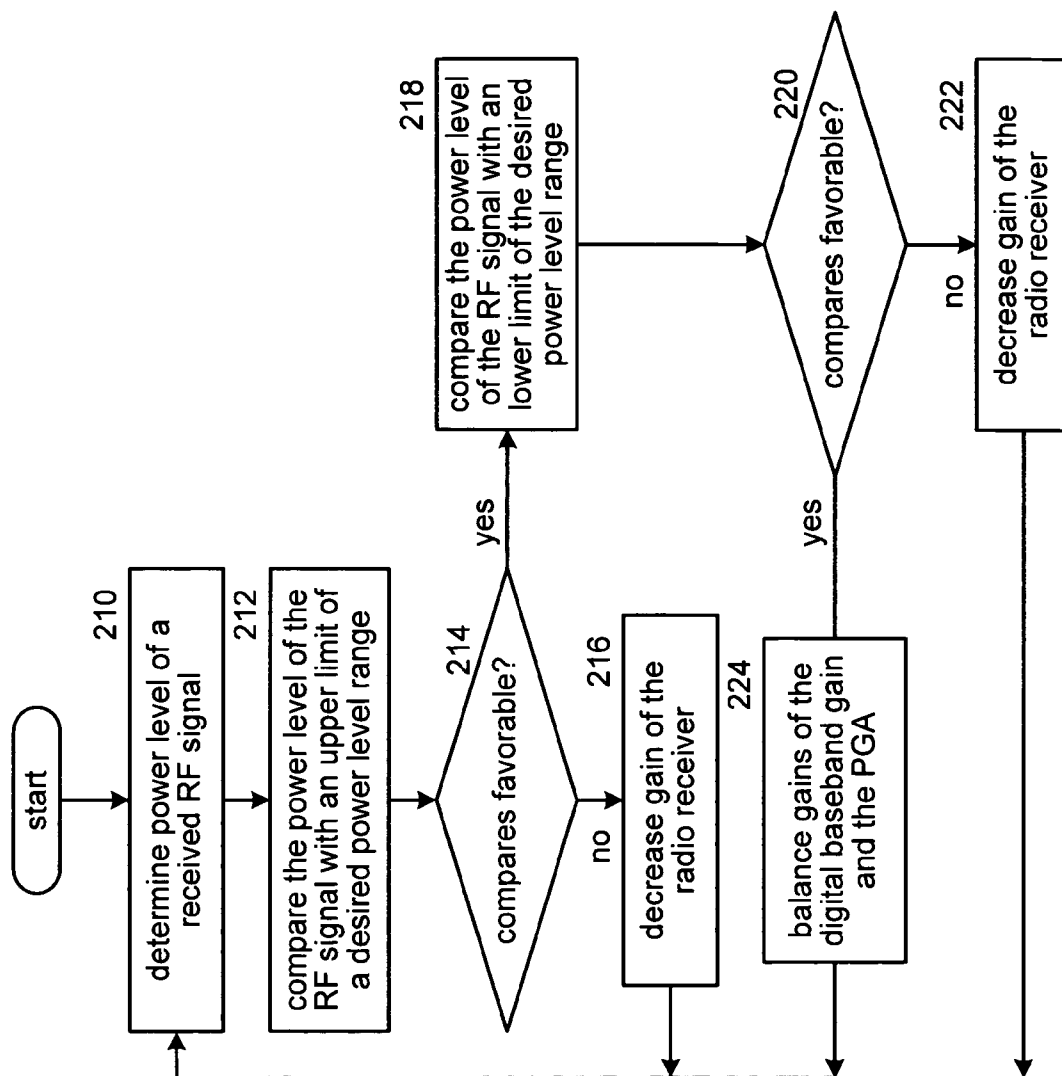 start
210
determine power level of a
received RF signal
212
compare the power level of the
RF signal with an upper limit of
a desired power level range
214
compares favorable?
yes
no
216
decrease gain of the
radio receiver
218
compare the power level
of the RF signal with an
lower limit of the desired
power level range
220
compares favorable?
yes
no
222
decrease gain of the
radio receiver
224
balance gains of the
digital baseband gain
and the PGA